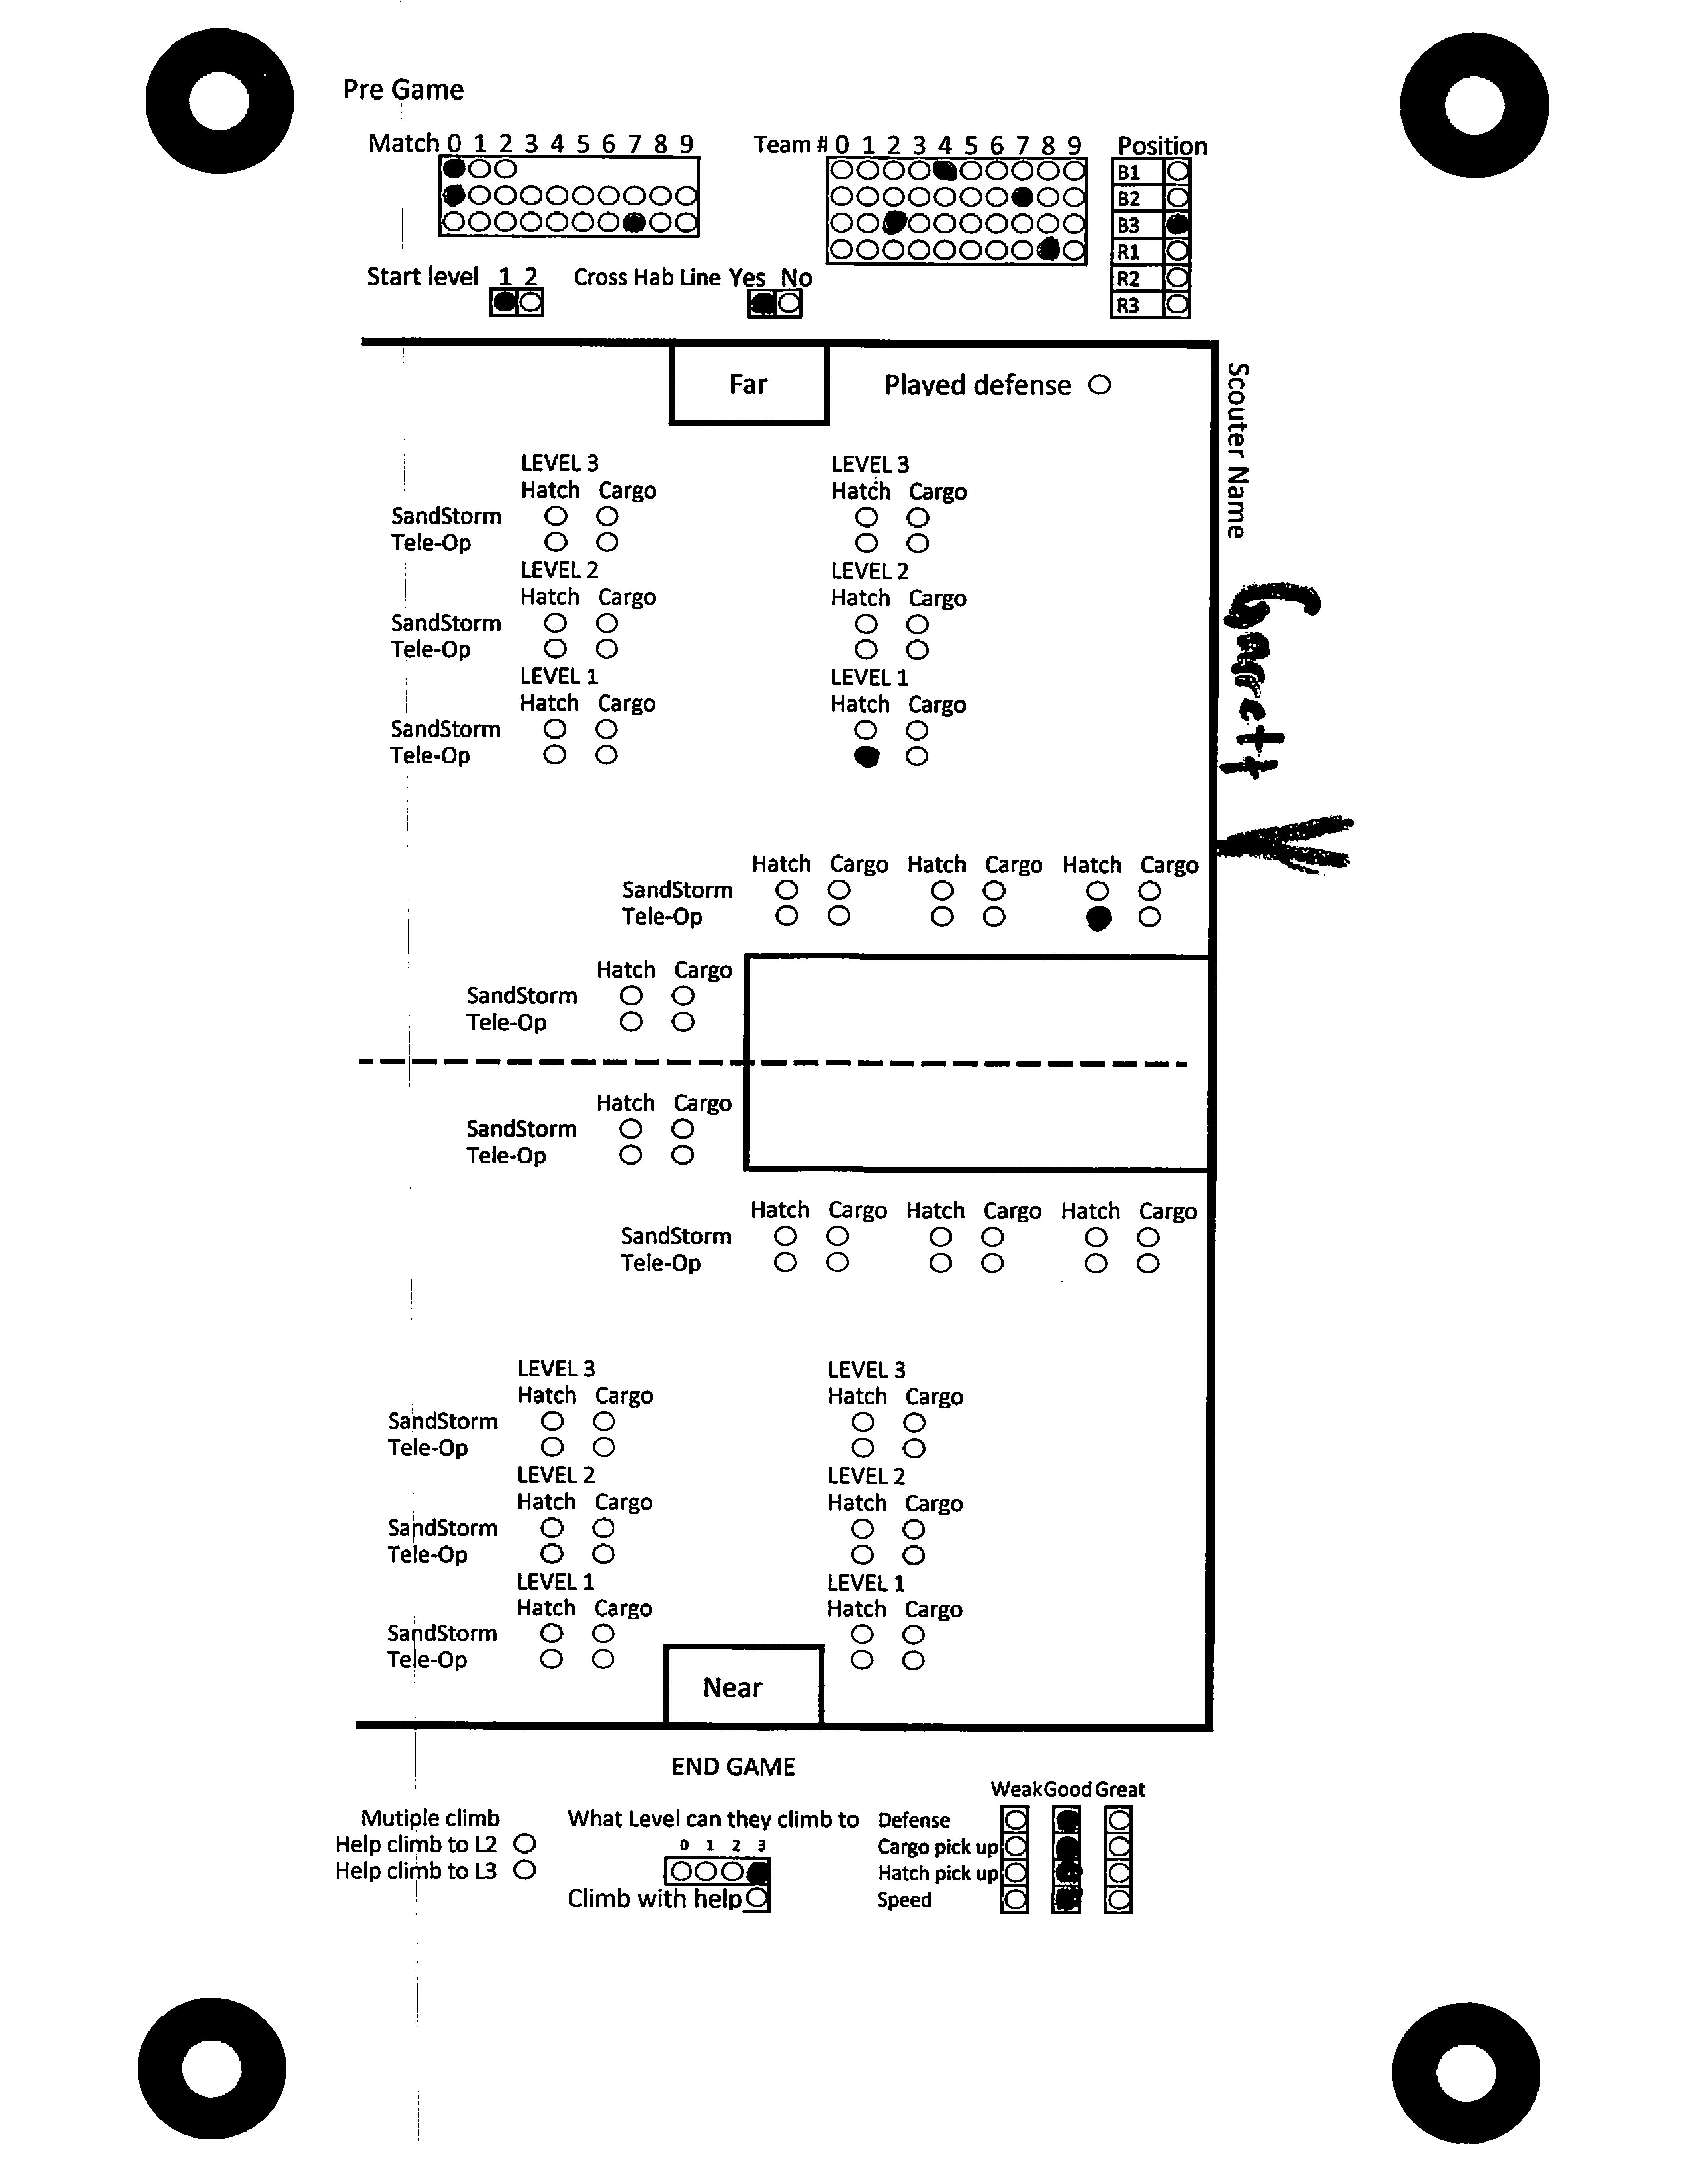 Pre Game
Match 0 1 2 3 4 5 6 7 8 9
Team # 0 1 2 3 4 5 6 7 8 9
Position
B1
B2
B3
R1
R2
R3
Start level 1 2
Cross Hab Line Yes No
Far
Played defense
Scouter Name
Garrett
LEVEL 3 LEVEL 3
Hatch Cargo Hatch Cargo
SandStorm
Tele-Op
LEVEL 2 LEVEL 2
Hatch Cargo Hatch Cargo
SandStorm
Tele-Op
LEVEL 1 LEVEL 1
Hatch Cargo Hatch Cargo
SandStorm
Tele-Op
Hatch Cargo Hatch Cargo Hatch Cargo
SandStorm
Tele-Op
Hatch Cargo
SandStorm
Tele-Op
Hatch Cargo
SandStorm
Tele-Op
Hatch Cargo Hatch Cargo Hatch Cargo
SandStorm
Tele-Op
LEVEL 3 LEVEL 3
Hatch Cargo Hatch Cargo
SandStorm
Tele-Op
LEVEL 2 LEVEL 2
Hatch Cargo Hatch Cargo
SandStorm
Tele-Op
LEVEL 1 LEVEL 1
Hatch Cargo Hatch Cargo
SandStorm
Tele-Op
Near
END GAME
Mutiple climb
Help climb to L2
Help climb to L3
What Level can they climb to
0 1 2 3
Climb with help
Weak Good Great
Defense
Cargo pick up
Hatch pick up
Speed